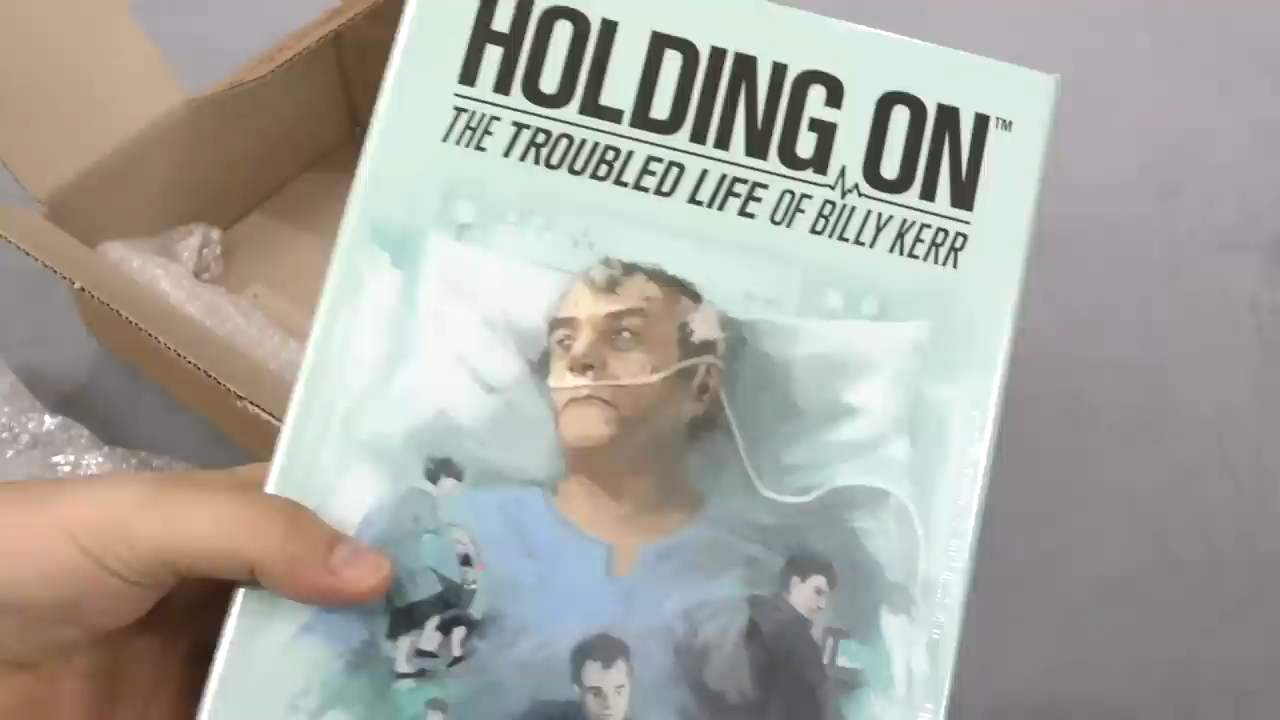 HOLDING ON™
THE TROUBLED LIFE OF BILLY KERR